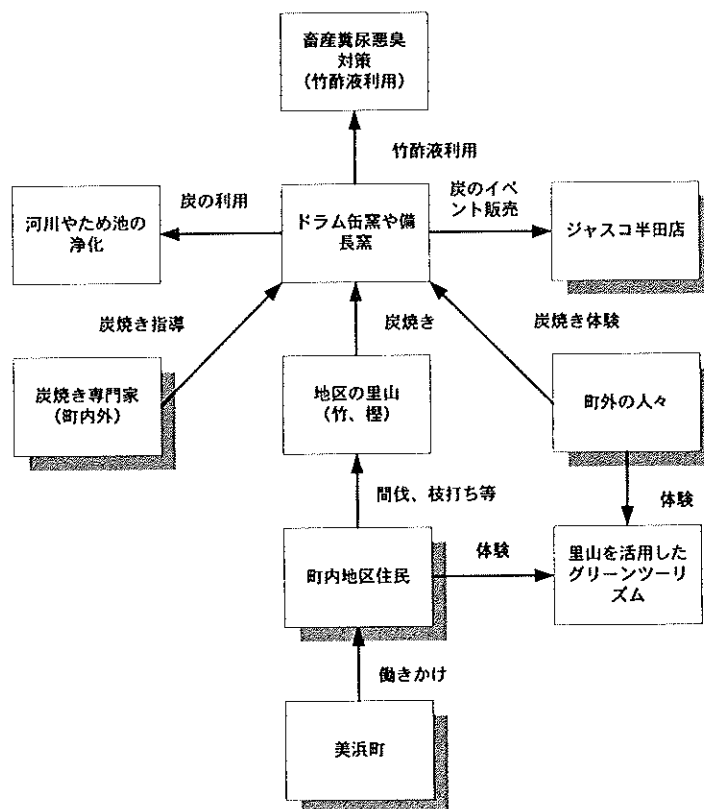 畜産糞尿悪臭
対策
（竹酢液利用）
竹酢液利用
炭の利用
炭のイベ
ント販売
河川やため池の
浄化
ドラム缶窯や備
長窯
ジャスコ半田店
炭焼き指導
炭焼き
炭焼き体験
炭焼き専門家
（町内外）
地区の里山
（竹、樫）
町外の人々
間伐、枝打ち等
体験
町内地区住民
体験
里山を活用した
グリーンツーリ
ズム
働きかけ
美浜町